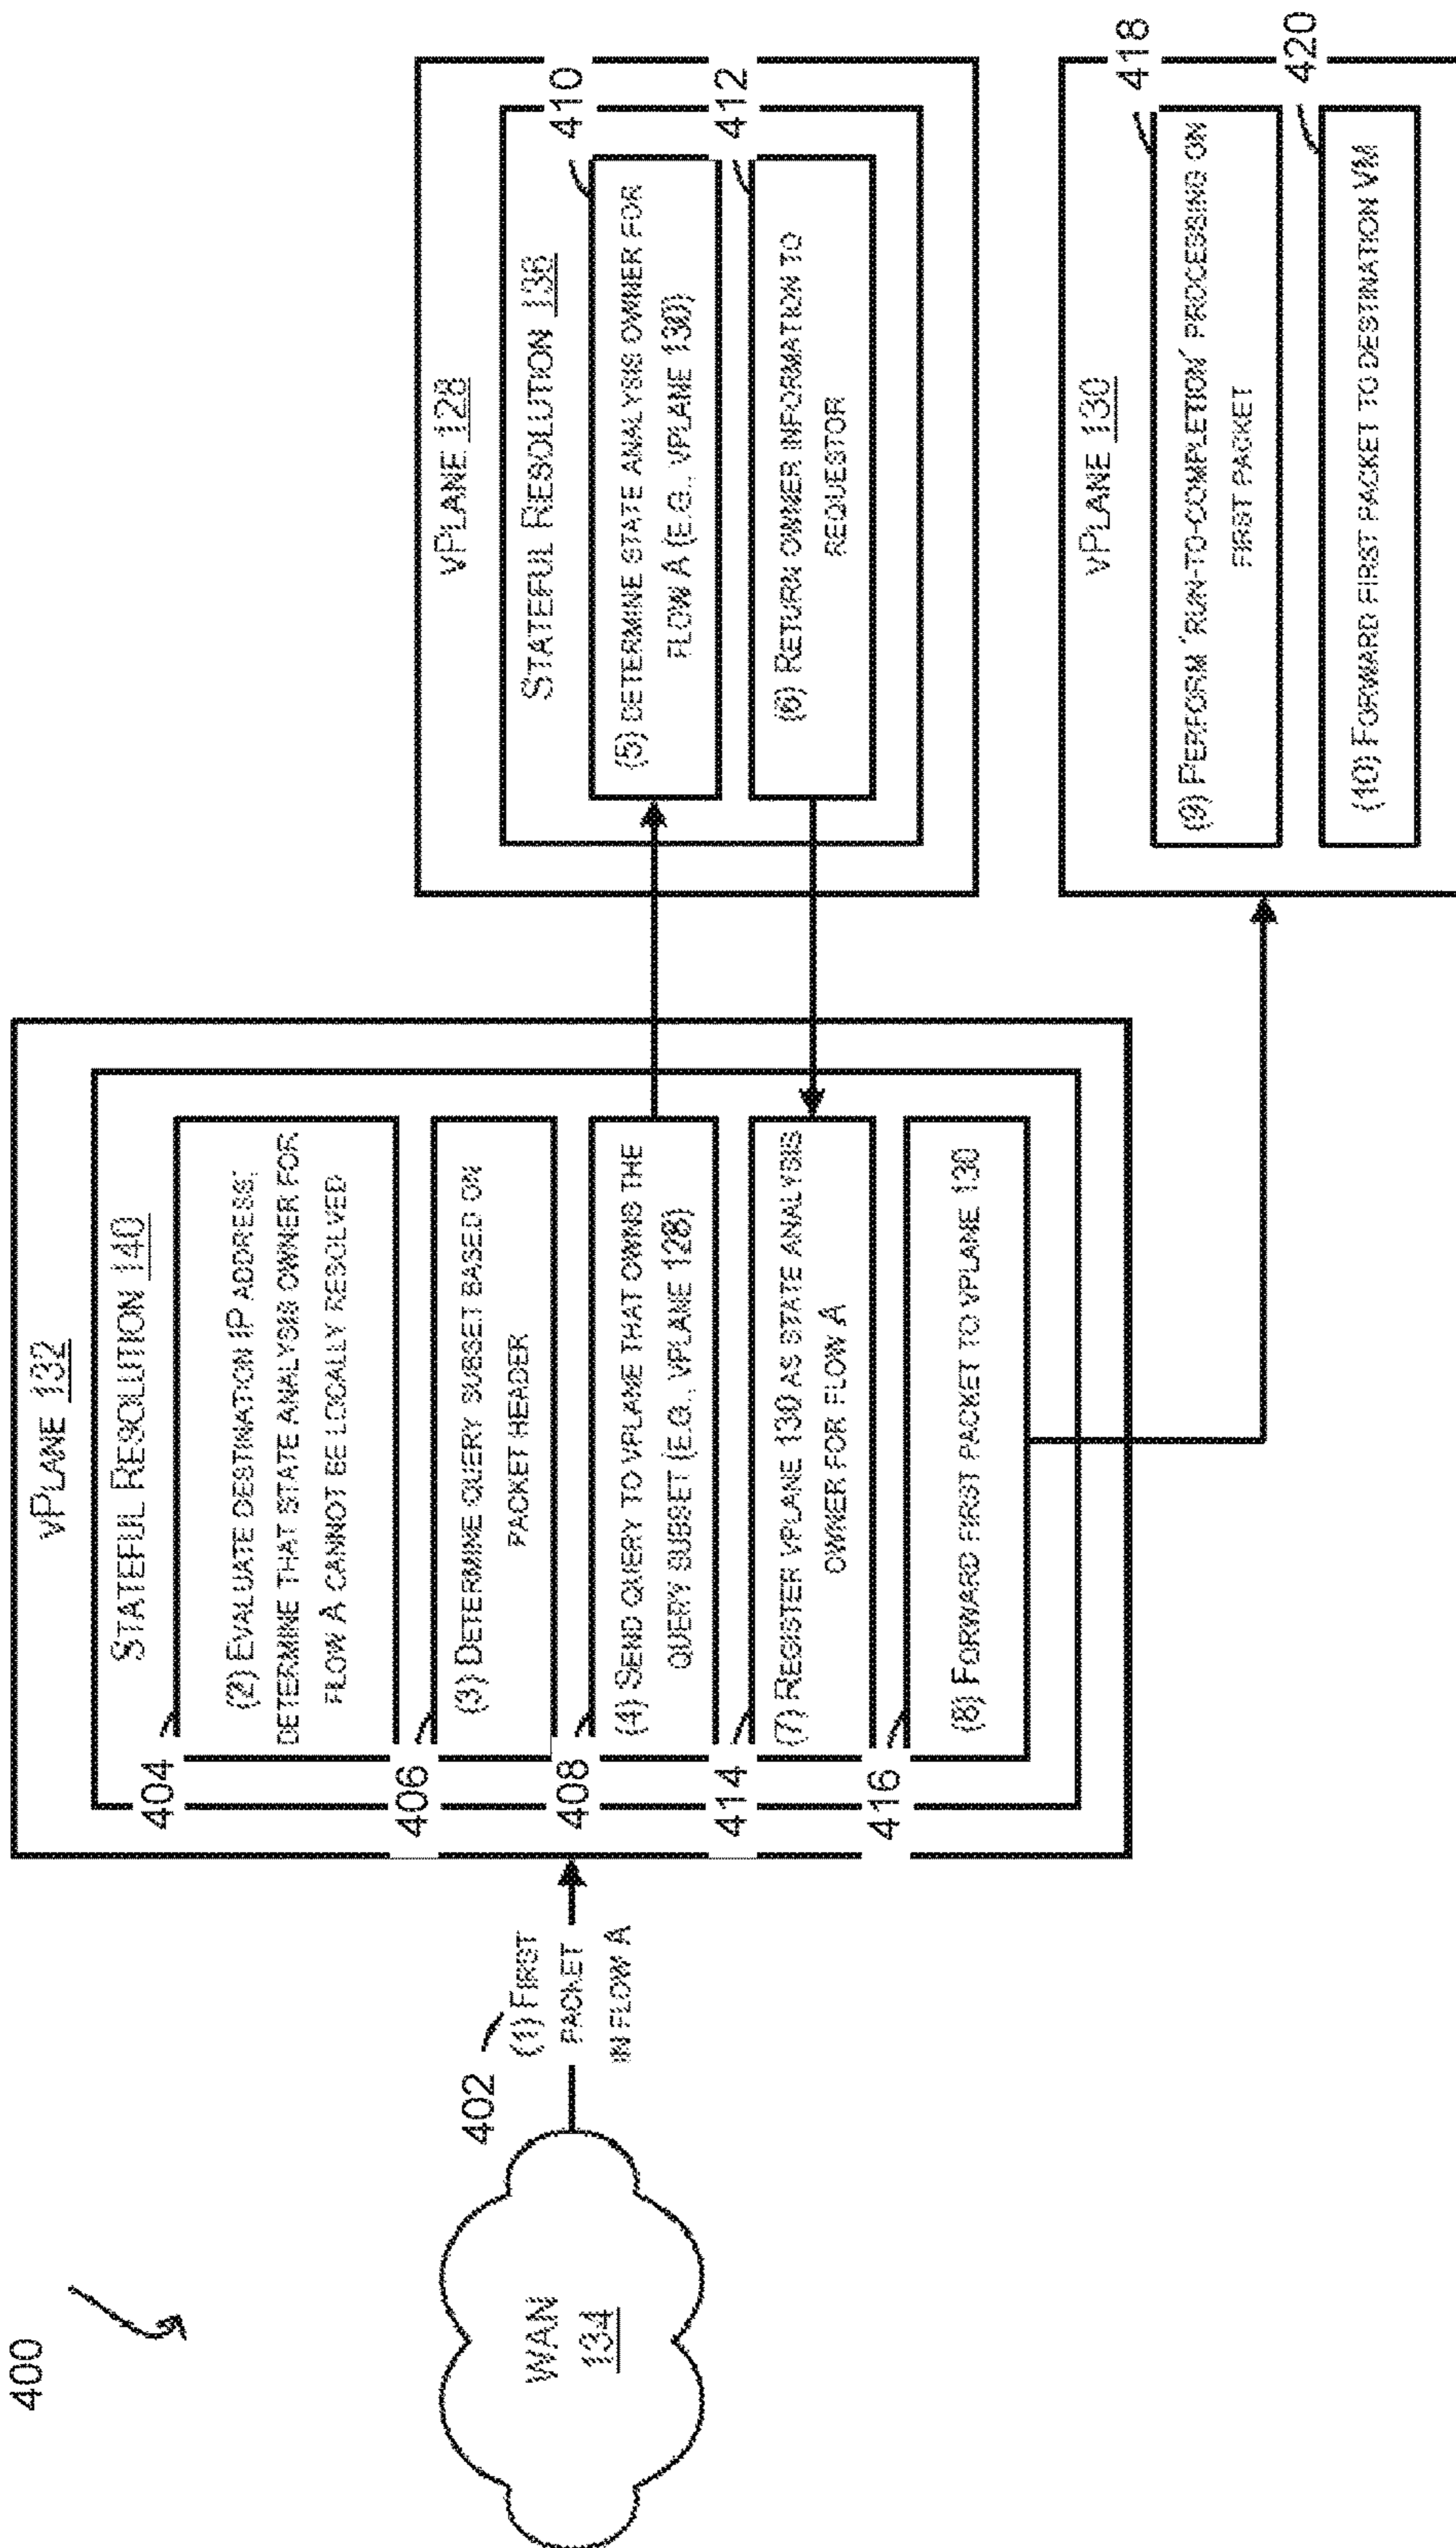 400
WAN
134
402
(1) FIRST
PACKET
IN FLOW A
VPLANE 132
STATEFUL RESOLUTION 140
404
(2) EVALUATE DESTINATION IP ADDRESS;
DETERMINE THAT STATE ANALYSIS OWNER FOR
FLOW A CANNOT BE LOCALLY RESOLVED
406
(3) DETERMINE QUERY SUBSET BASED ON
PACKET HEADER
408
(4) SEND QUERY TO VPLANE THAT OWNS THE
QUERY SUBSET (E.G., VPLANE 128)
414
(7) REGISTER VPLANE 130 AS STATE ANALYSIS
OWNER FOR FLOW A
416
(8) FORWARD FIRST PACKET TO VPLANE 130
VPLANE 128
STATEFUL RESOLUTION 136
410
(5) DETERMINE STATE ANALYSIS OWNER FOR
FLOW A (E.G., VPLANE 130)
412
(6) RETURN OWNER INFORMATION TO
REQUESTOR
VPLANE 130
418
(9) PERFORM 'RUN-TO-COMPLETION' PROCESSING ON
FIRST PACKET
420
(10) FORWARD FIRST PACKET TO DESTINATION VM